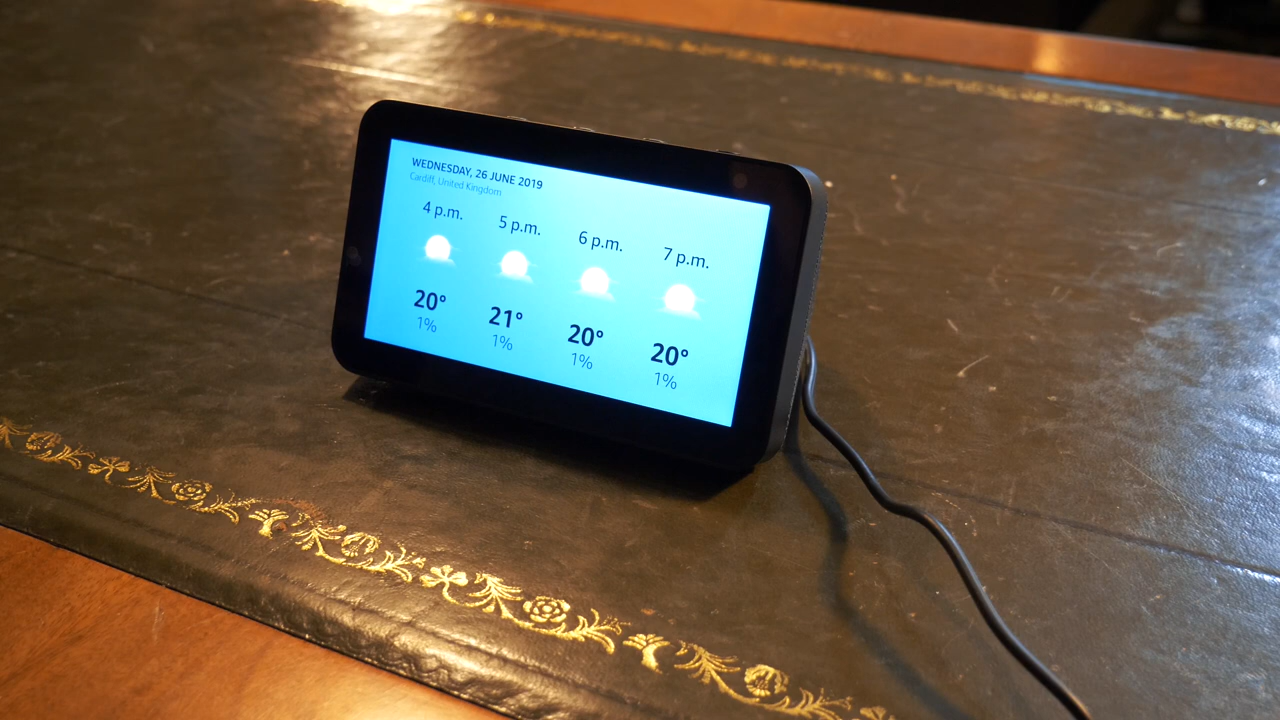 WEDNESDAY, 26 JUNE 2019
Cardiff, United Kingdom
4 p.m. 5 p.m. 6 p.m. 7 p.m.
20° 21° 20° 20°
1% 1% 1% 1%